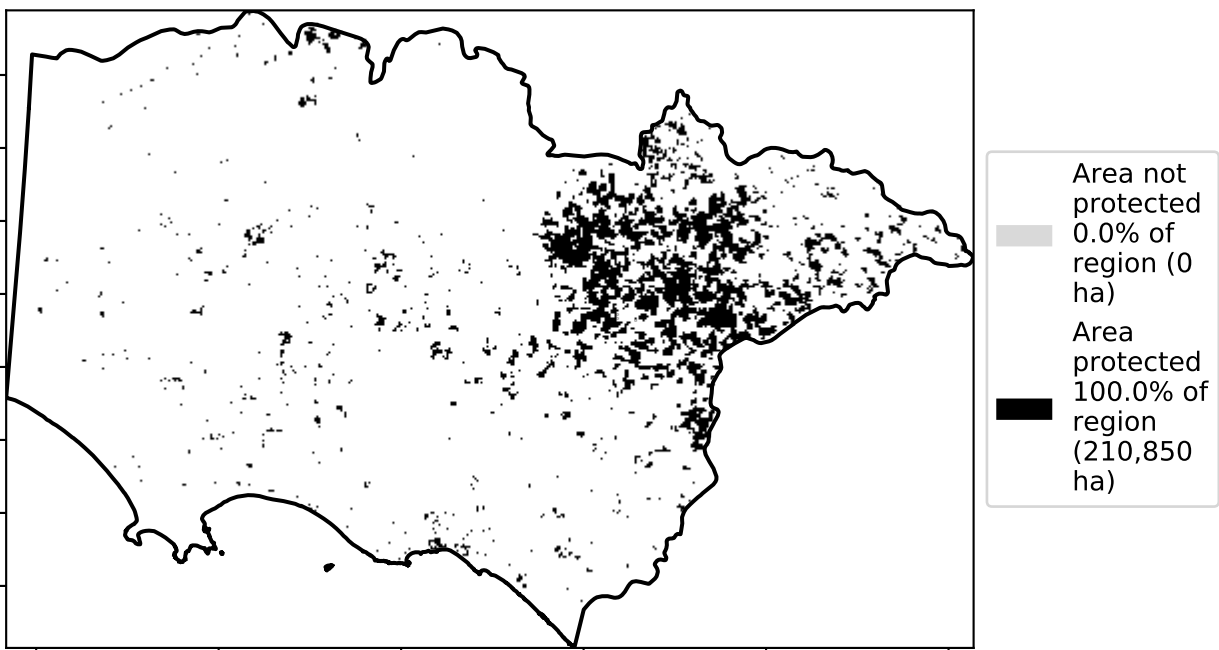 Area not
protected
0.0% of
region (0
ha)
Area
protected
100.0% of
region
(210,850
ha)